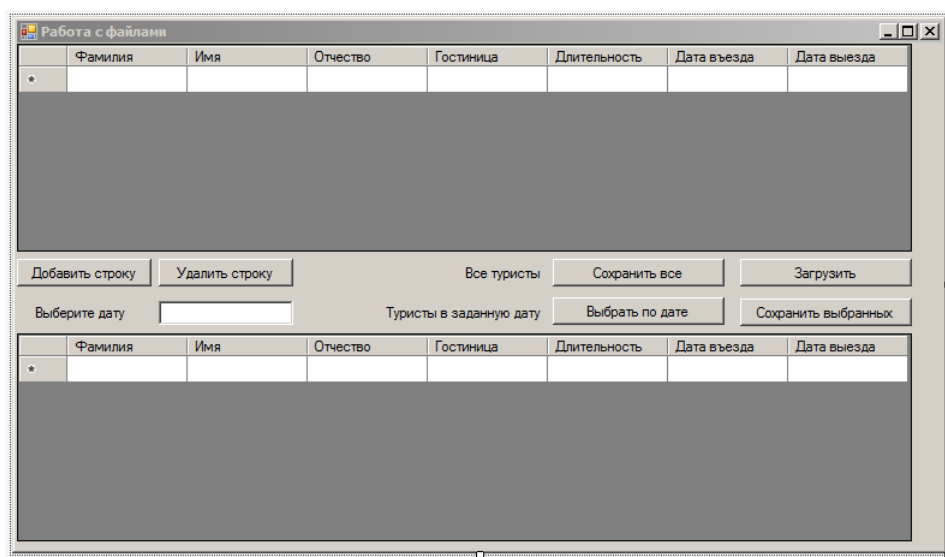 Работа с файлами
Фамилия Имя Отчество Гостиница Длительность Дата въезда Дата выезда
*
Добавить строку Удалить строку Все туристы Сохранить все Загрузить
Выберите дату Туристы в заданную дату Выбрать по дате Сохранить выбранных
Фамилия Имя Отчество Гостиница Длительность Дата въезда Дата выезда
*